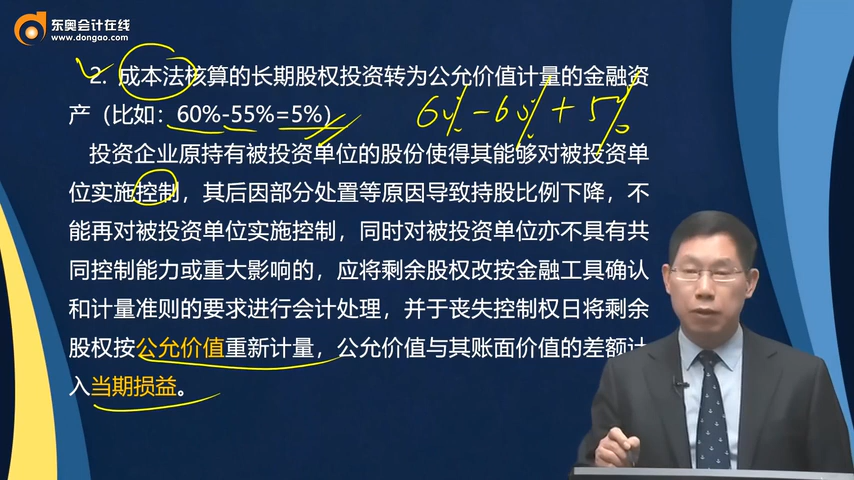 东奥会计在线
www.dongao.com
2. 成本法核算的长期股权投资转为公允价值计量的金融资
产（比如：60%-55%=5%）
60%-60%+5%
投资企业原持有被投资单位的股份使得其能够对被投资单
位实施控制，其后因部分处置等原因导致持股比例下降，不
能再对被投资单位实施控制，同时对被投资单位亦不具有共
同控制能力或重大影响的，应将剩余股权改按金融工具确认
和计量准则的要求进行会计处理，并于丧失控制权日将剩余
股权按公允价值重新计量，公允价值与其账面价值的差额计
入当期损益。